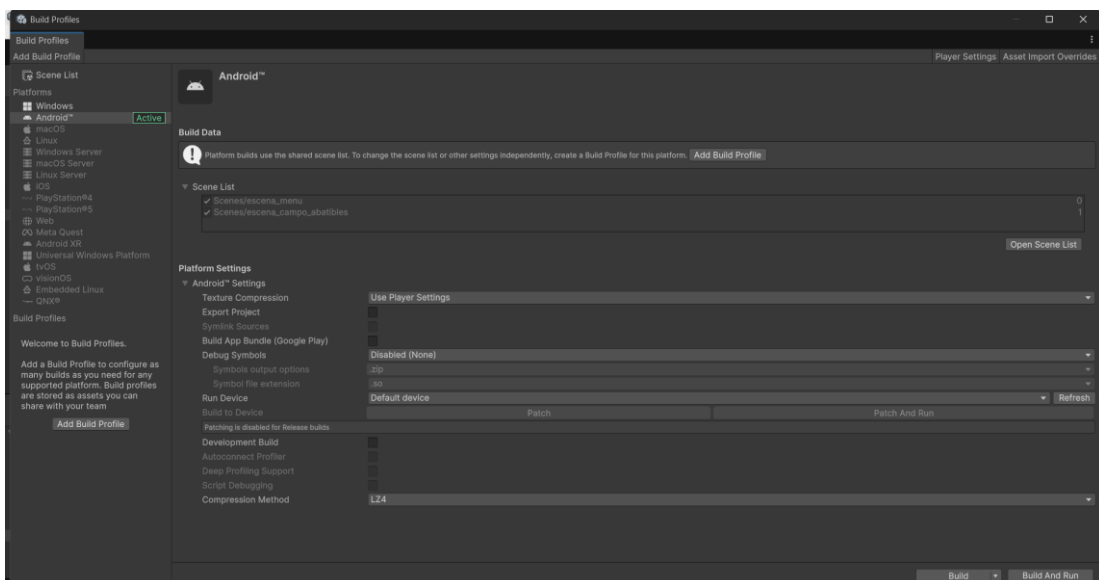 Build Profiles
Build Profiles
Add Build Profile
Player Settings Asset Import Overrides
Scene List
Platforms
Windows
Android™ Active
macOS
Linux
Windows Server
macOS Server
Linux Server
iOS
PlayStation®4
PlayStation®5
Web
Meta Quest
Android XR
Universal Windows Platform
tvOS
visionOS
Embedded Linux
QNX®
Build Profiles
Welcome to Build Profiles.
Add a Build Profile to configure as
many builds as you need for any
supported platform. Build profiles
are stored as assets you can
share with your team
Add Build Profile
Android™
Build Data
Platform builds use the shared scene list. To change the scene list or other settings independently, create a Build Profile for this platform. Add Build Profile
Scene List
Scenes/escena_menu 0
Scenes/escena_campo_abatibles 1
Open Scene List
Platform Settings
Android™ Settings
Texture Compression Use Player Settings
Export Project
Symlink Sources
Build App Bundle (Google Play)
Debug Symbols Disabled (None)
Symbols output options .zip
Symbol file extension .so
Run Device Default device Refresh
Build to Device Patch Patch And Run
Patching is disabled for Release builds
Development Build
Autoconnect Profiler
Deep Profiling Support
Script Debugging
Compression Method LZ4
Build Build And Run